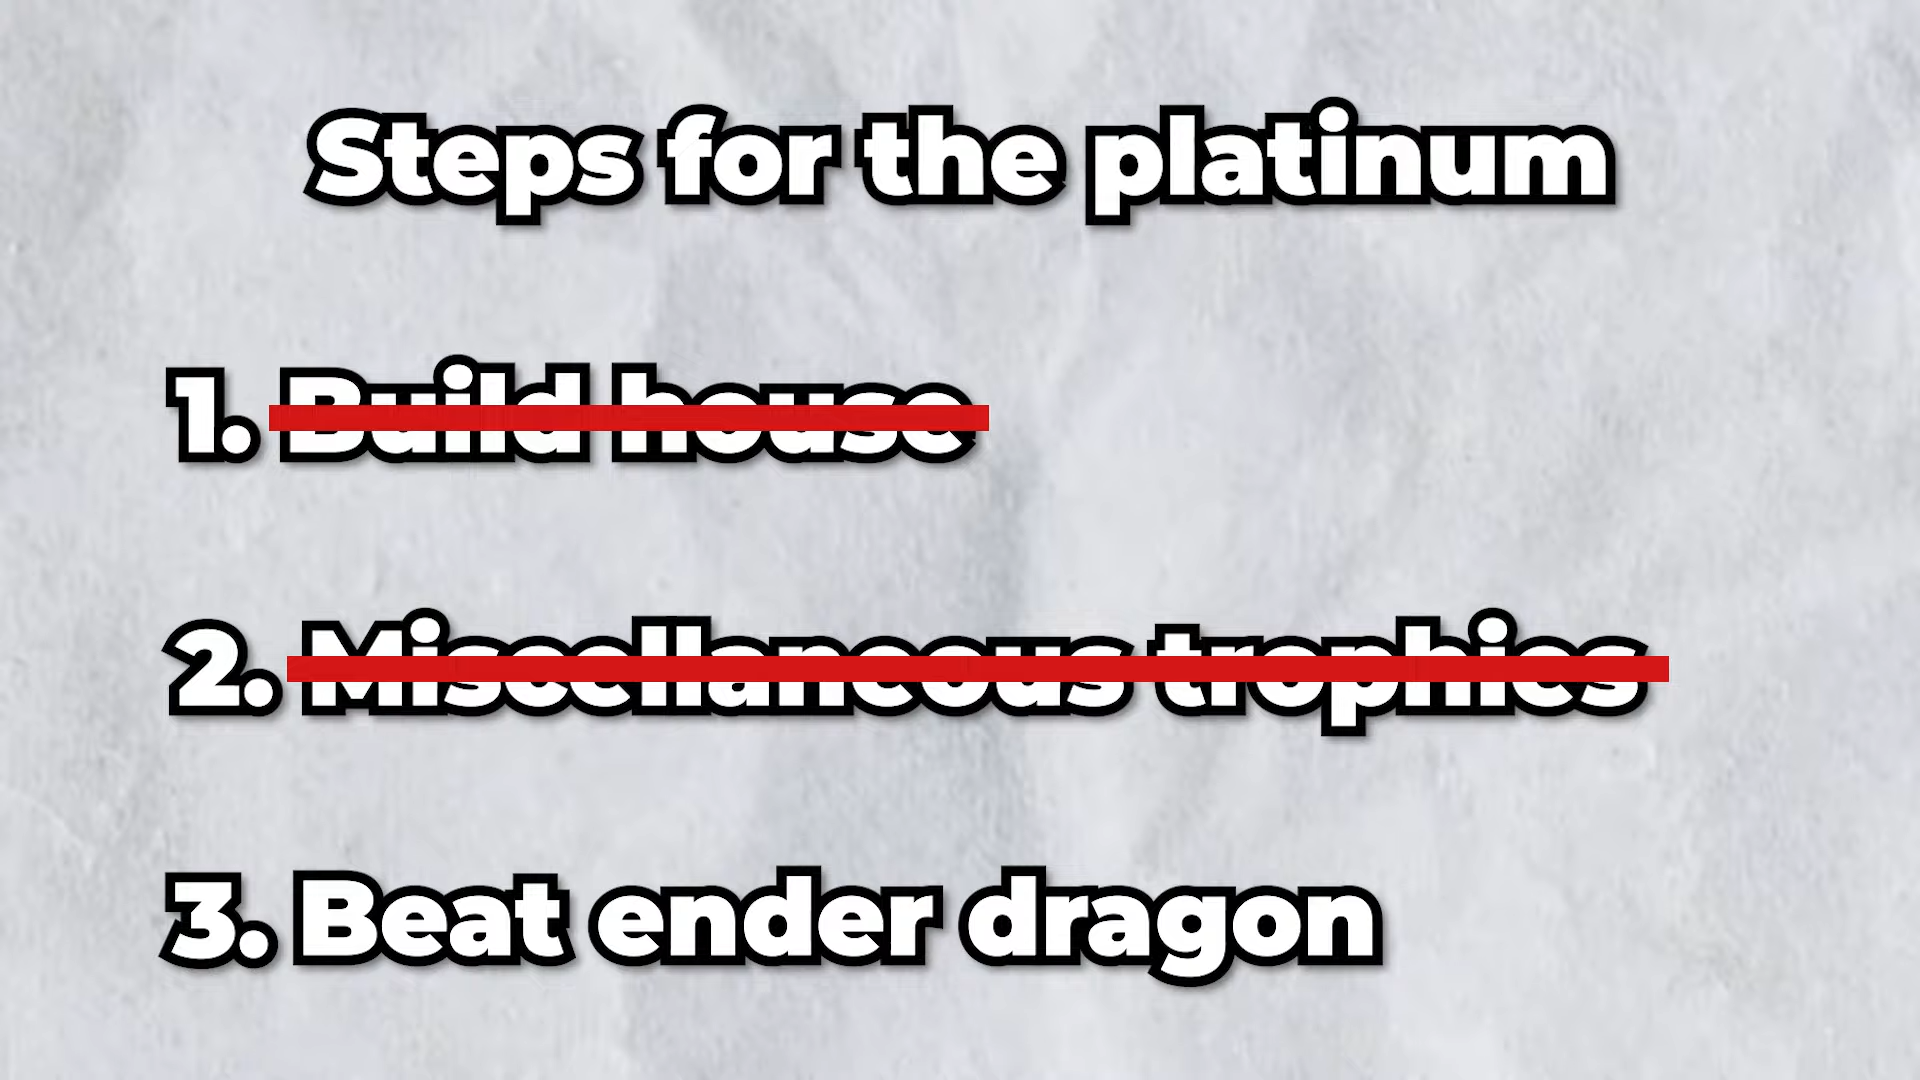 Steps for the platinum
1. Build house
2. Miscellaneous trophies
3. Beat ender dragon